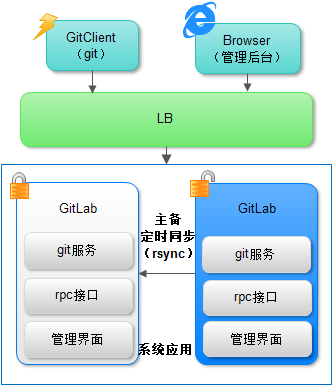 GitClient
（git）
Browser
（管理后台）
LB
GitLab
git服务
rpc接口
管理界面
主备
定时同步
（rsync）
GitLab
git服务
rpc接口
管理界面
系统应用